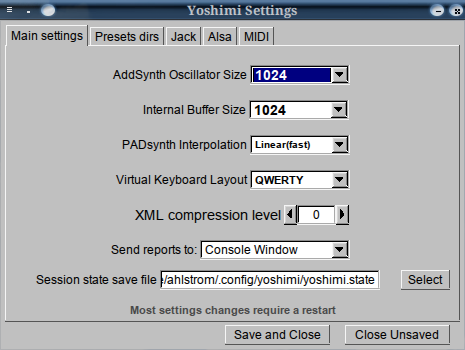 Yoshimi Settings
Main settings Presets dirs Jack Alsa MIDI
AddSynth Oscillator Size 1024
Internal Buffer Size 1024
PADsynth Interpolation Linear(fast)
Virtual Keyboard Layout QWERTY
XML compression level 0
Send reports to: Console Window
Session state save file /ahlstrom/.config/yoshimi/yoshimi.state Select
Most settings changes require a restart
Save and Close Close Unsaved